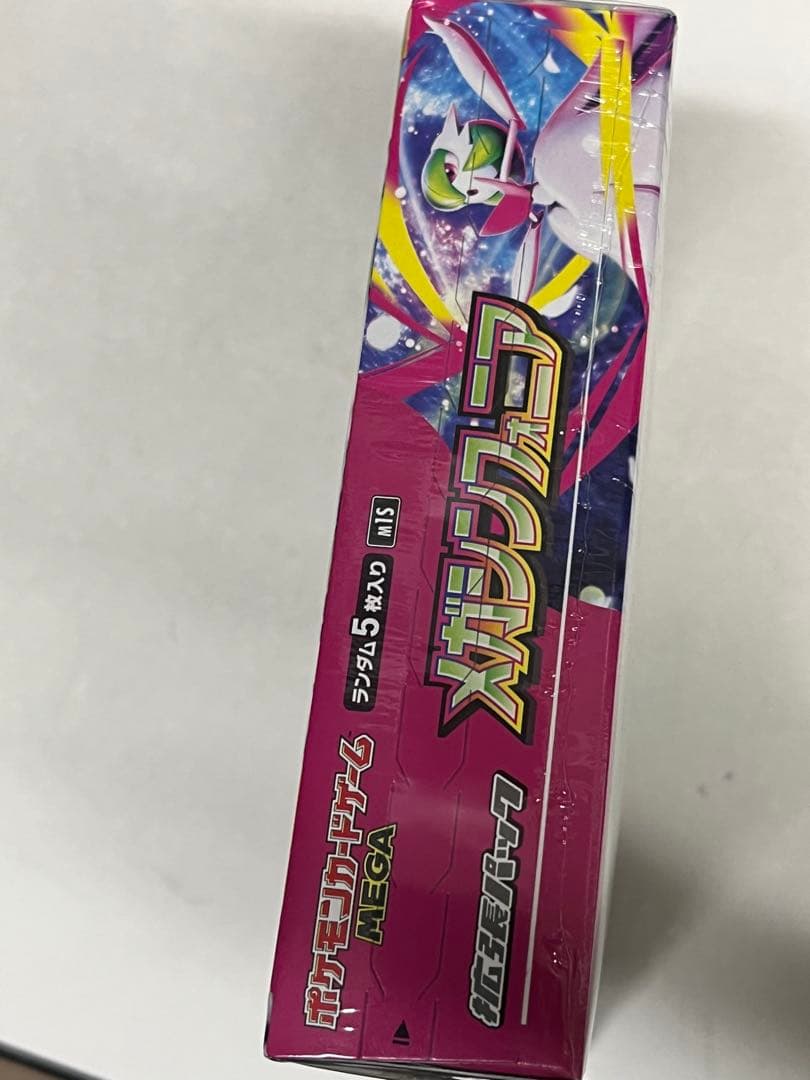 ポケモンカードゲーム
MEGA
ランダム5枚入り M1S
拡張パック
メガシンフォニア